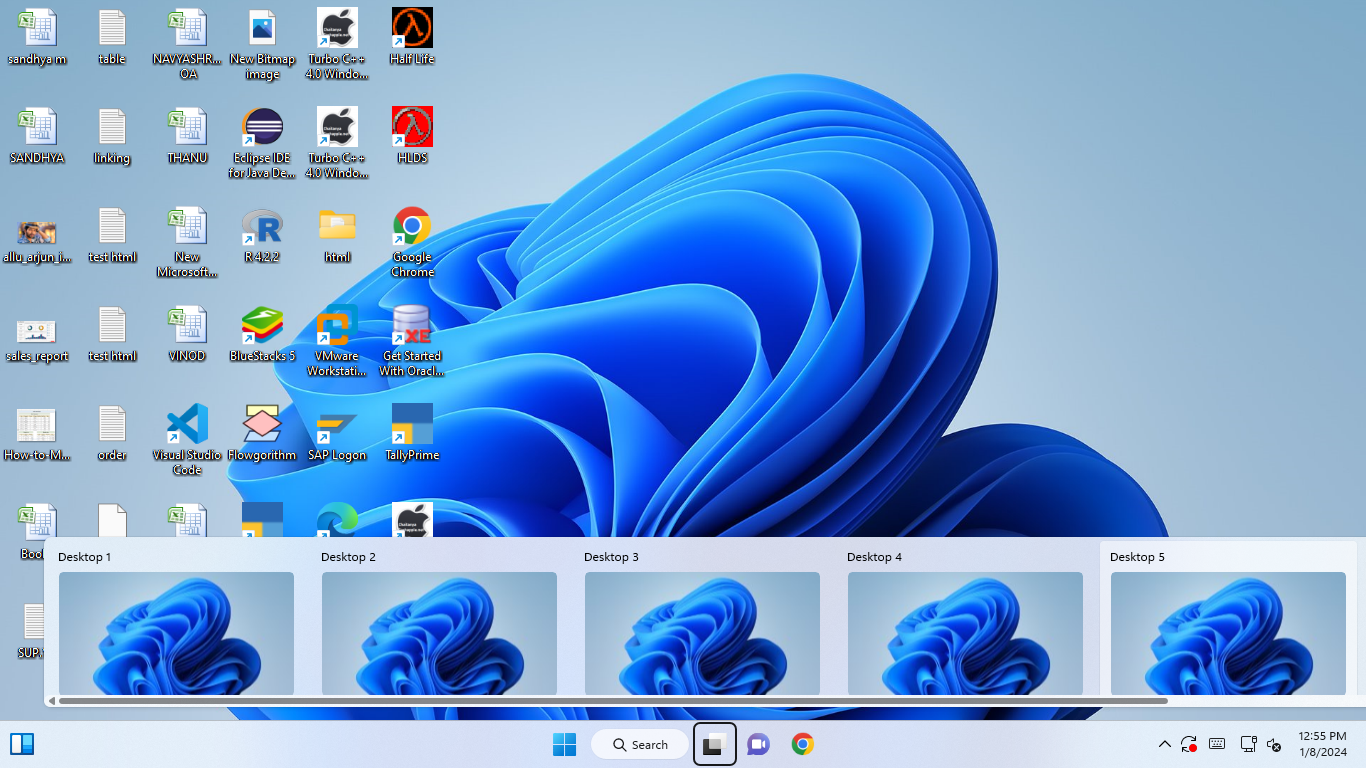 sandhya m
table
NAVYASHR...
OA
New Bitmap
image
Turbo C++
4.0 Windo...
Half Life
SANDHYA
linking
THANU
Eclipse IDE
for Java De...
Turbo C++
4.0 Windo...
HLDS
allu_arjun_i...
test html
New
Microsoft...
R 4.2.2
html
Google
Chrome
sales_report
test html
VINOD
BlueStacks 5
VMware
Workstati...
XE
Get Started
With Oracl...
How-to-M...
order
Visual Studio
Code
Flowgorithm
SAP Logon
TallyPrime
Desktop 1
Desktop 2
Desktop 3
Desktop 4
Desktop 5
Search
12:55 PM
1/8/2024